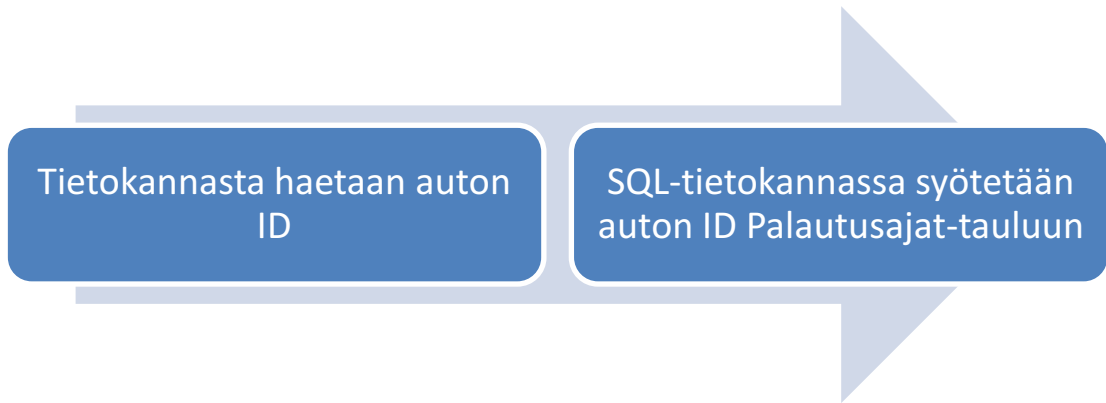 Tietokannasta haetaan auton
ID
SQL-tietokannassa syötetään
auton ID Palautusajat-tauluun